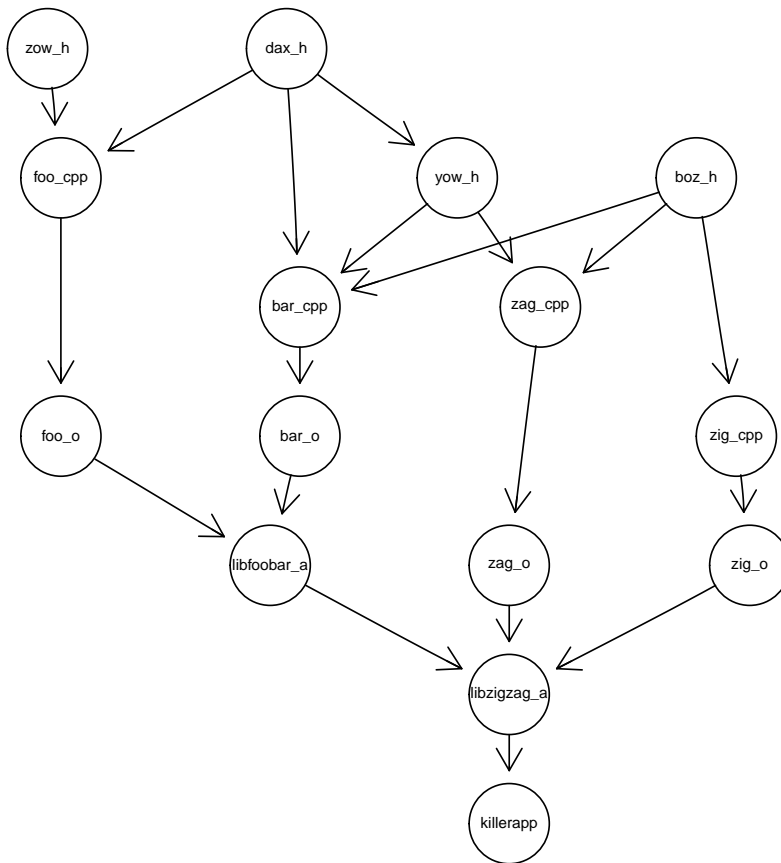 zow_h
dax_h
foo_cpp
yow_h
boz_h
bar_cpp
zag_cpp
foo_o
bar_o
zig_cpp
libfoobar_a
zag_o
zig_o
libzigzag_a
killerapp